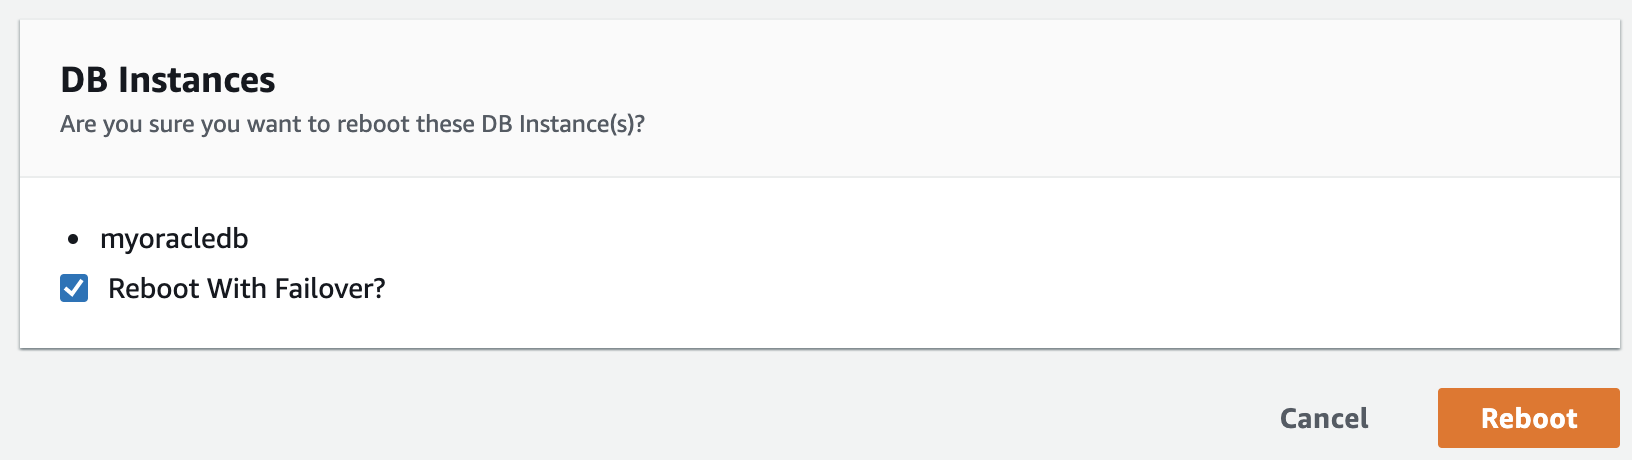 DB Instances
Are you sure you want to reboot these DB Instance(s)?
• myoracledb
Reboot With Failover?
Cancel
Reboot